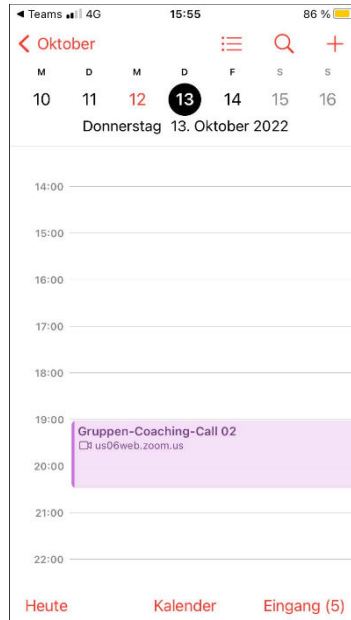 ◀ Teams 4G 15:55 86 %
Oktober
M D M D F S S
10 11 12 13 14 15 16
Donnerstag 13. Oktober 2022
14:00
15:00
16:00
17:00
18:00
19:00
Gruppen-Coaching-Call 02
us06web.zoom.us
20:00
21:00
22:00
Heute Kalender Eingang (5)